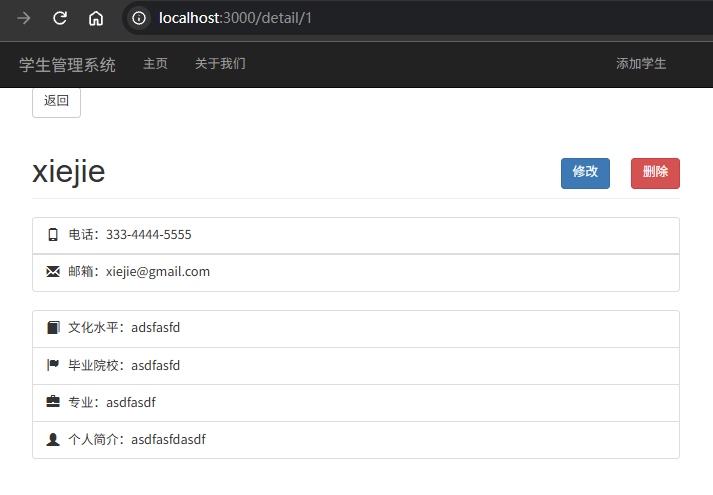 localhost:3000/detail/1
学生管理系统 主页 关于我们 添加学生
返回
xiejie 修改 删除
电话：333-4444-5555
邮箱：xiejie@gmail.com
文化水平：adsfasfd
毕业院校：asdfasfd
专业：asdfasdf
个人简介：asdfasfdasdf